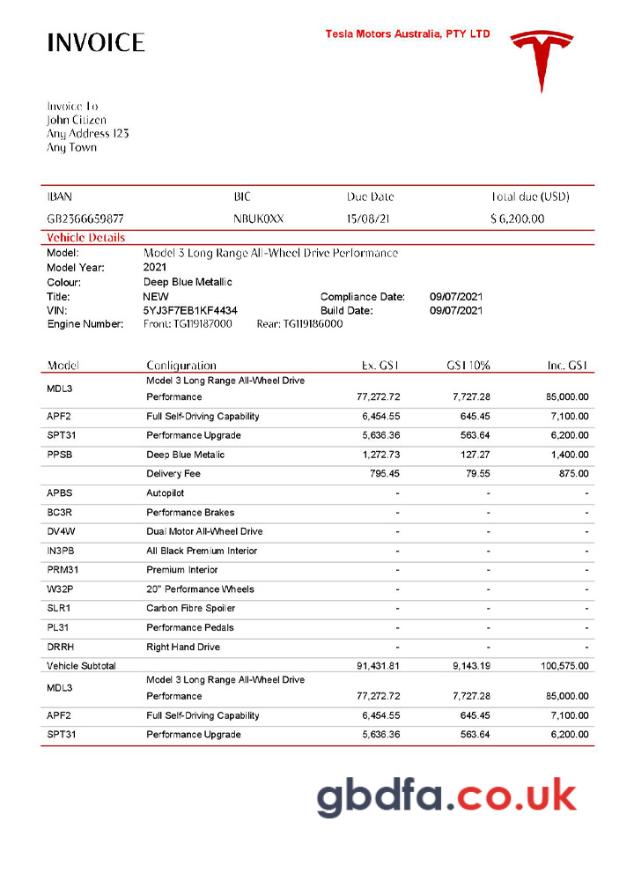 INVOICE
Tesla Motors Australia, PTY LTD
Invoice To
John Citizen
Any Address 123
Any Town
IBAN BIC Due Date Total due (USD)
GB2366659877 NBUK0XX 15/08/21 $ 6,200.00
Vehicle Details
Model: Model 3 Long Range All-Wheel Drive Performance
Model Year: 2021
Colour: Deep Blue Metallic
Title: NEW Compliance Date: 09/07/2021
VIN: 5YJ3F7EB1KF4434 Build Date: 09/07/2021
Engine Number: Front: TG119187000 Rear: TG119186000
Model Configuration Ex. GST GST 10% Inc. GST
MDL3 Model 3 Long Range All-Wheel Drive
Performance 77,272.72 7,727.28 85,000.00
APF2 Full Self-Driving Capability 6,454.55 645.45 7,100.00
SPT31 Performance Upgrade 5,636.36 563.64 6,200.00
PPSB Deep Blue Metalic 1,272.73 127.27 1,400.00
Delivery Fee 795.45 79.55 875.00
APBS Autopilot - - -
BC3R Performance Brakes - - -
DV4W Dual Motor All-Wheel Drive - - -
IN3PB All Black Premium Interior - - -
PRM31 Premium Interior - - -
W32P 20" Performance Wheels - - -
SLR1 Carbon Fibre Spoiler - - -
PL31 Performance Pedals - - -
DRRH Right Hand Drive - - -
Vehicle Subtotal 91,431.81 9,143.19 100,575.00
MDL3 Model 3 Long Range All-Wheel Drive
Performance 77,272.72 7,727.28 85,000.00
APF2 Full Self-Driving Capability 6,454.55 645.45 7,100.00
SPT31 Performance Upgrade 5,636.36 563.64 6,200.00
gbdfa.co.uk